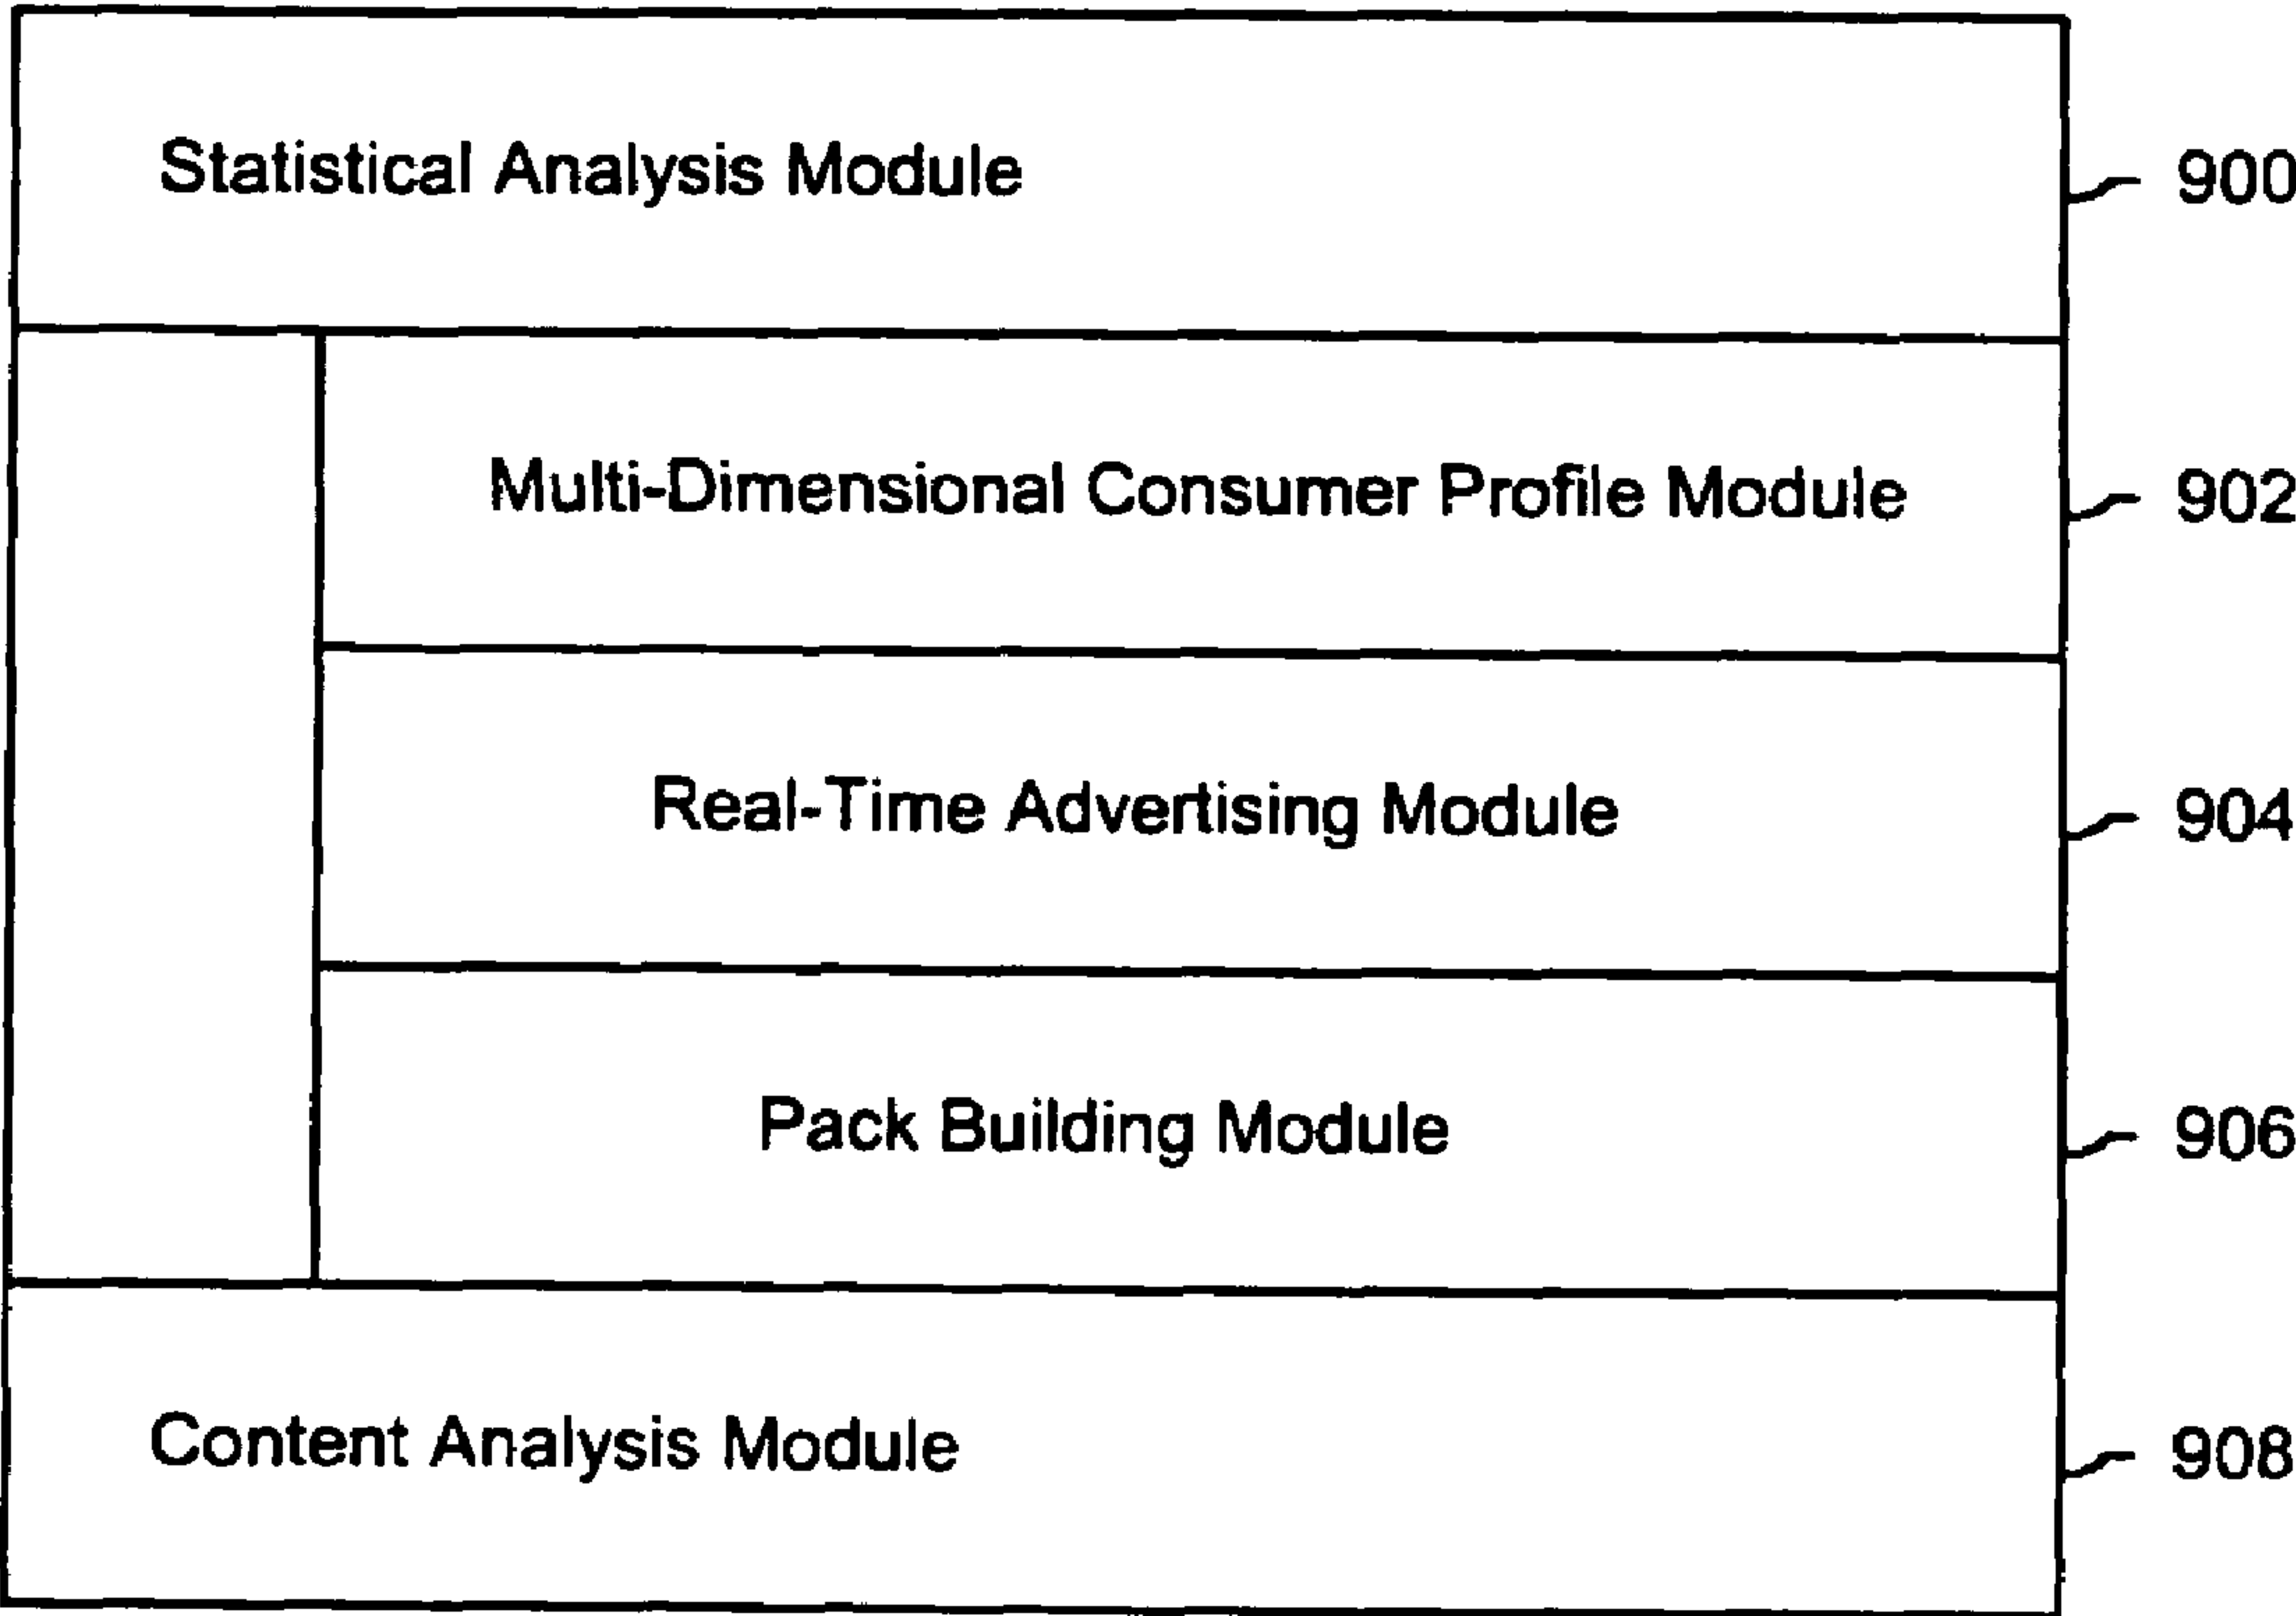 Statistical Analysis Module 900
Multi-Dimensional Consumer Profile Module 902
Real-Time Advertising Module 904
Pack Building Module 906
Content Analysis Module 908